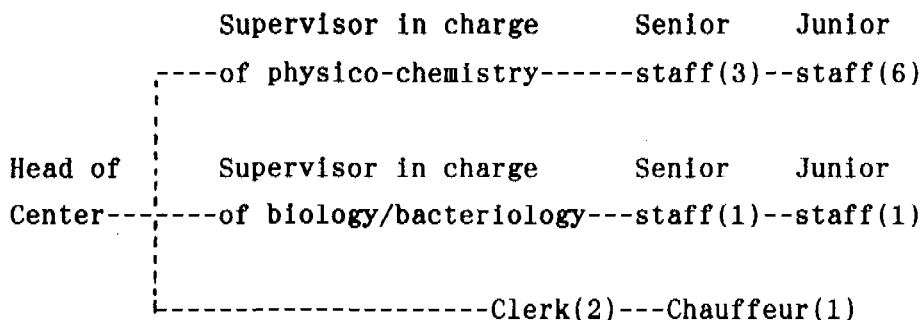 Supervisor in charge Senior Junior
----of physico-chemistry------staff(3)--staff(6)
Head of Supervisor in charge Senior Junior
Center-------of biology/bacteriology---staff(1)--staff(1)
--------------------Clerk(2)---Chauffeur(1)